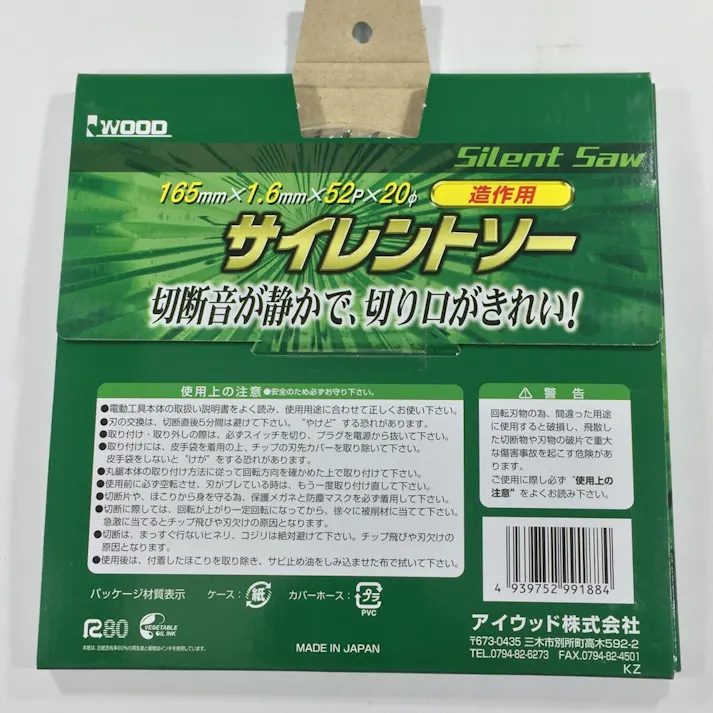 IWOOD
Silent Saw
165mm×1.6mm×52P×20φ 造作用
サイレントソー
切断音が静かで、切り口がきれい!
使用上の注意 ●安全のため必ずお守り下さい。
●電動工具本体の取扱い説明書をよく読み、使用用途に合わせて正しくお使い下さい。
●刃の交換は、切断直後5分間は避けて下さい。“やけど”する恐れがあります。
●取り付け・取り外しの際は、必ずスイッチを切り、プラグを電源から抜いて下さい。
●取り付けには、皮手袋を着用の上、チップの刃先カバーを取り除いて下さい。
皮手袋をしないと“けが”をする恐れがあります。
●丸鋸本体の取り付け方法に従って回転方向を確かめた上で取り付けて下さい。
●使用前に必ず空転させ、刃がブレている時は、もう一度取り付け直して下さい。
●切断片や、ほこりから身を守る為、保護メガネと防塵マスクを必ず着用して下さい。
●切断に際しては、回転が上がり一定回転になってから、徐々に被削材に当てて下さい。
急激に当てるとチップ飛びや刃欠けの原因となります。
●切断は、まっすぐ行ないヒネリ、コジリは絶対避けて下さい。チップ飛びや刃欠けの
原因となります。
●使用後は、付着したほこりを取り除き、サビ止め油をしみ込ませた布で拭いて下さい。
⚠ 警告
回転刃物の為、間違った用途
に使用すると破損し、飛散し
た切断物や刃物の破片で重大
な傷害事故を起こす危険があ
ります。
ご使用に際し必ず“使用上の
注意”をよくお読み下さい。
4 939752 991884
パッケージ材質表示 ケース: 紙 カバーホース: プラ
PVC
R80 VEGETABLE
OIL INK
本紙は、古紙含有率80%の再生紙と植物油インキを使用しています。
MADE IN JAPAN
アイウッド株式会社
〒673-0435 三木市別所町高木592-2
TEL.0794-82-6273 FAX.0794-82-4501
KZ